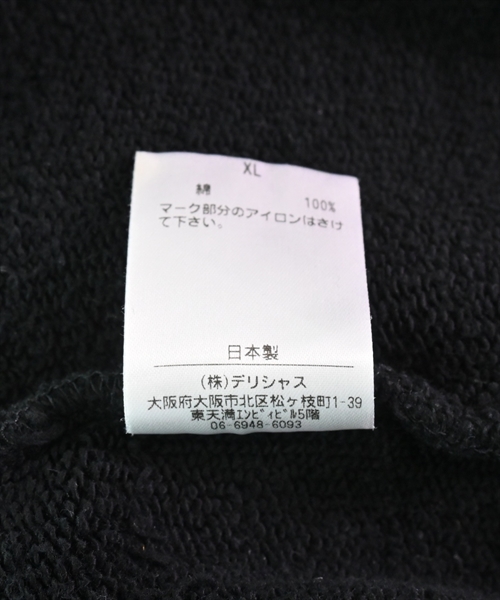 XL
綿 100%
マーク部分のアイロンはさけ
て下さい。
日本製
(株)デリシャス
大阪府大阪市北区松ヶ枝町1-39
東天満エンビィビル5階
06-6948-6093